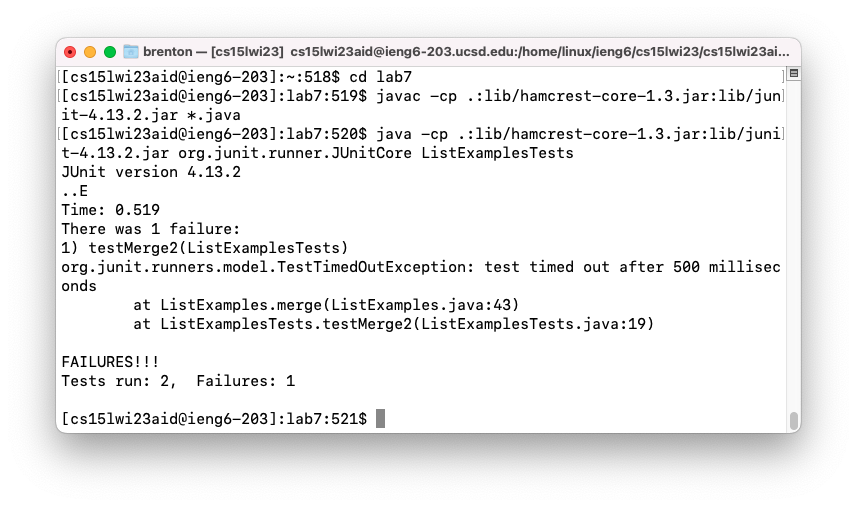 brenton — [cs15lwi23]  cs15lwi23aid@ieng6-203.ucsd.edu:/home/linux/ieng6/cs15lwi23/cs15lwi23ai...
[[cs15lwi23aid@ieng6-203]:~:518$ cd lab7
[[cs15lwi23aid@ieng6-203]:lab7:519$ javac -cp .:lib/hamcrest-core-1.3.jar:lib/jun]
it-4.13.2.jar *.java
[[cs15lwi23aid@ieng6-203]:lab7:520$ java -cp .:lib/hamcrest-core-1.3.jar:lib/juni]
t-4.13.2.jar org.junit.runner.JUnitCore ListExamplesTests
JUnit version 4.13.2
..E
Time: 0.519
There was 1 failure:
1) testMerge2(ListExamplesTests)
org.junit.runners.model.TestTimedOutException: test timed out after 500 millisec
onds
        at ListExamples.merge(ListExamples.java:43)
        at ListExamplesTests.testMerge2(ListExamplesTests.java:19)
FAILURES!!!
Tests run: 2,  Failures: 1
[cs15lwi23aid@ieng6-203]:lab7:521$